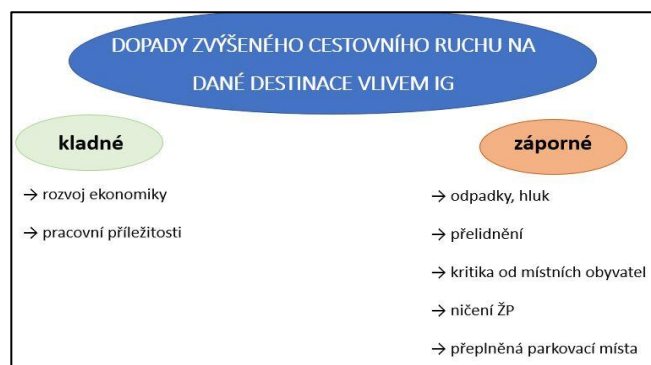 DOPADY ZVÝŠENÉHO CESTOVNÍHO RUCHU NA
DANÉ DESTINACE VLIVEM IG
kladné
→ rozvoj ekonomiky
→ pracovní příležitosti
záporné
→ odpadky, hluk
→ přelidnění
→ kritika od místních obyvatel
→ ničení ŽP
→ přeplněná parkovací místa